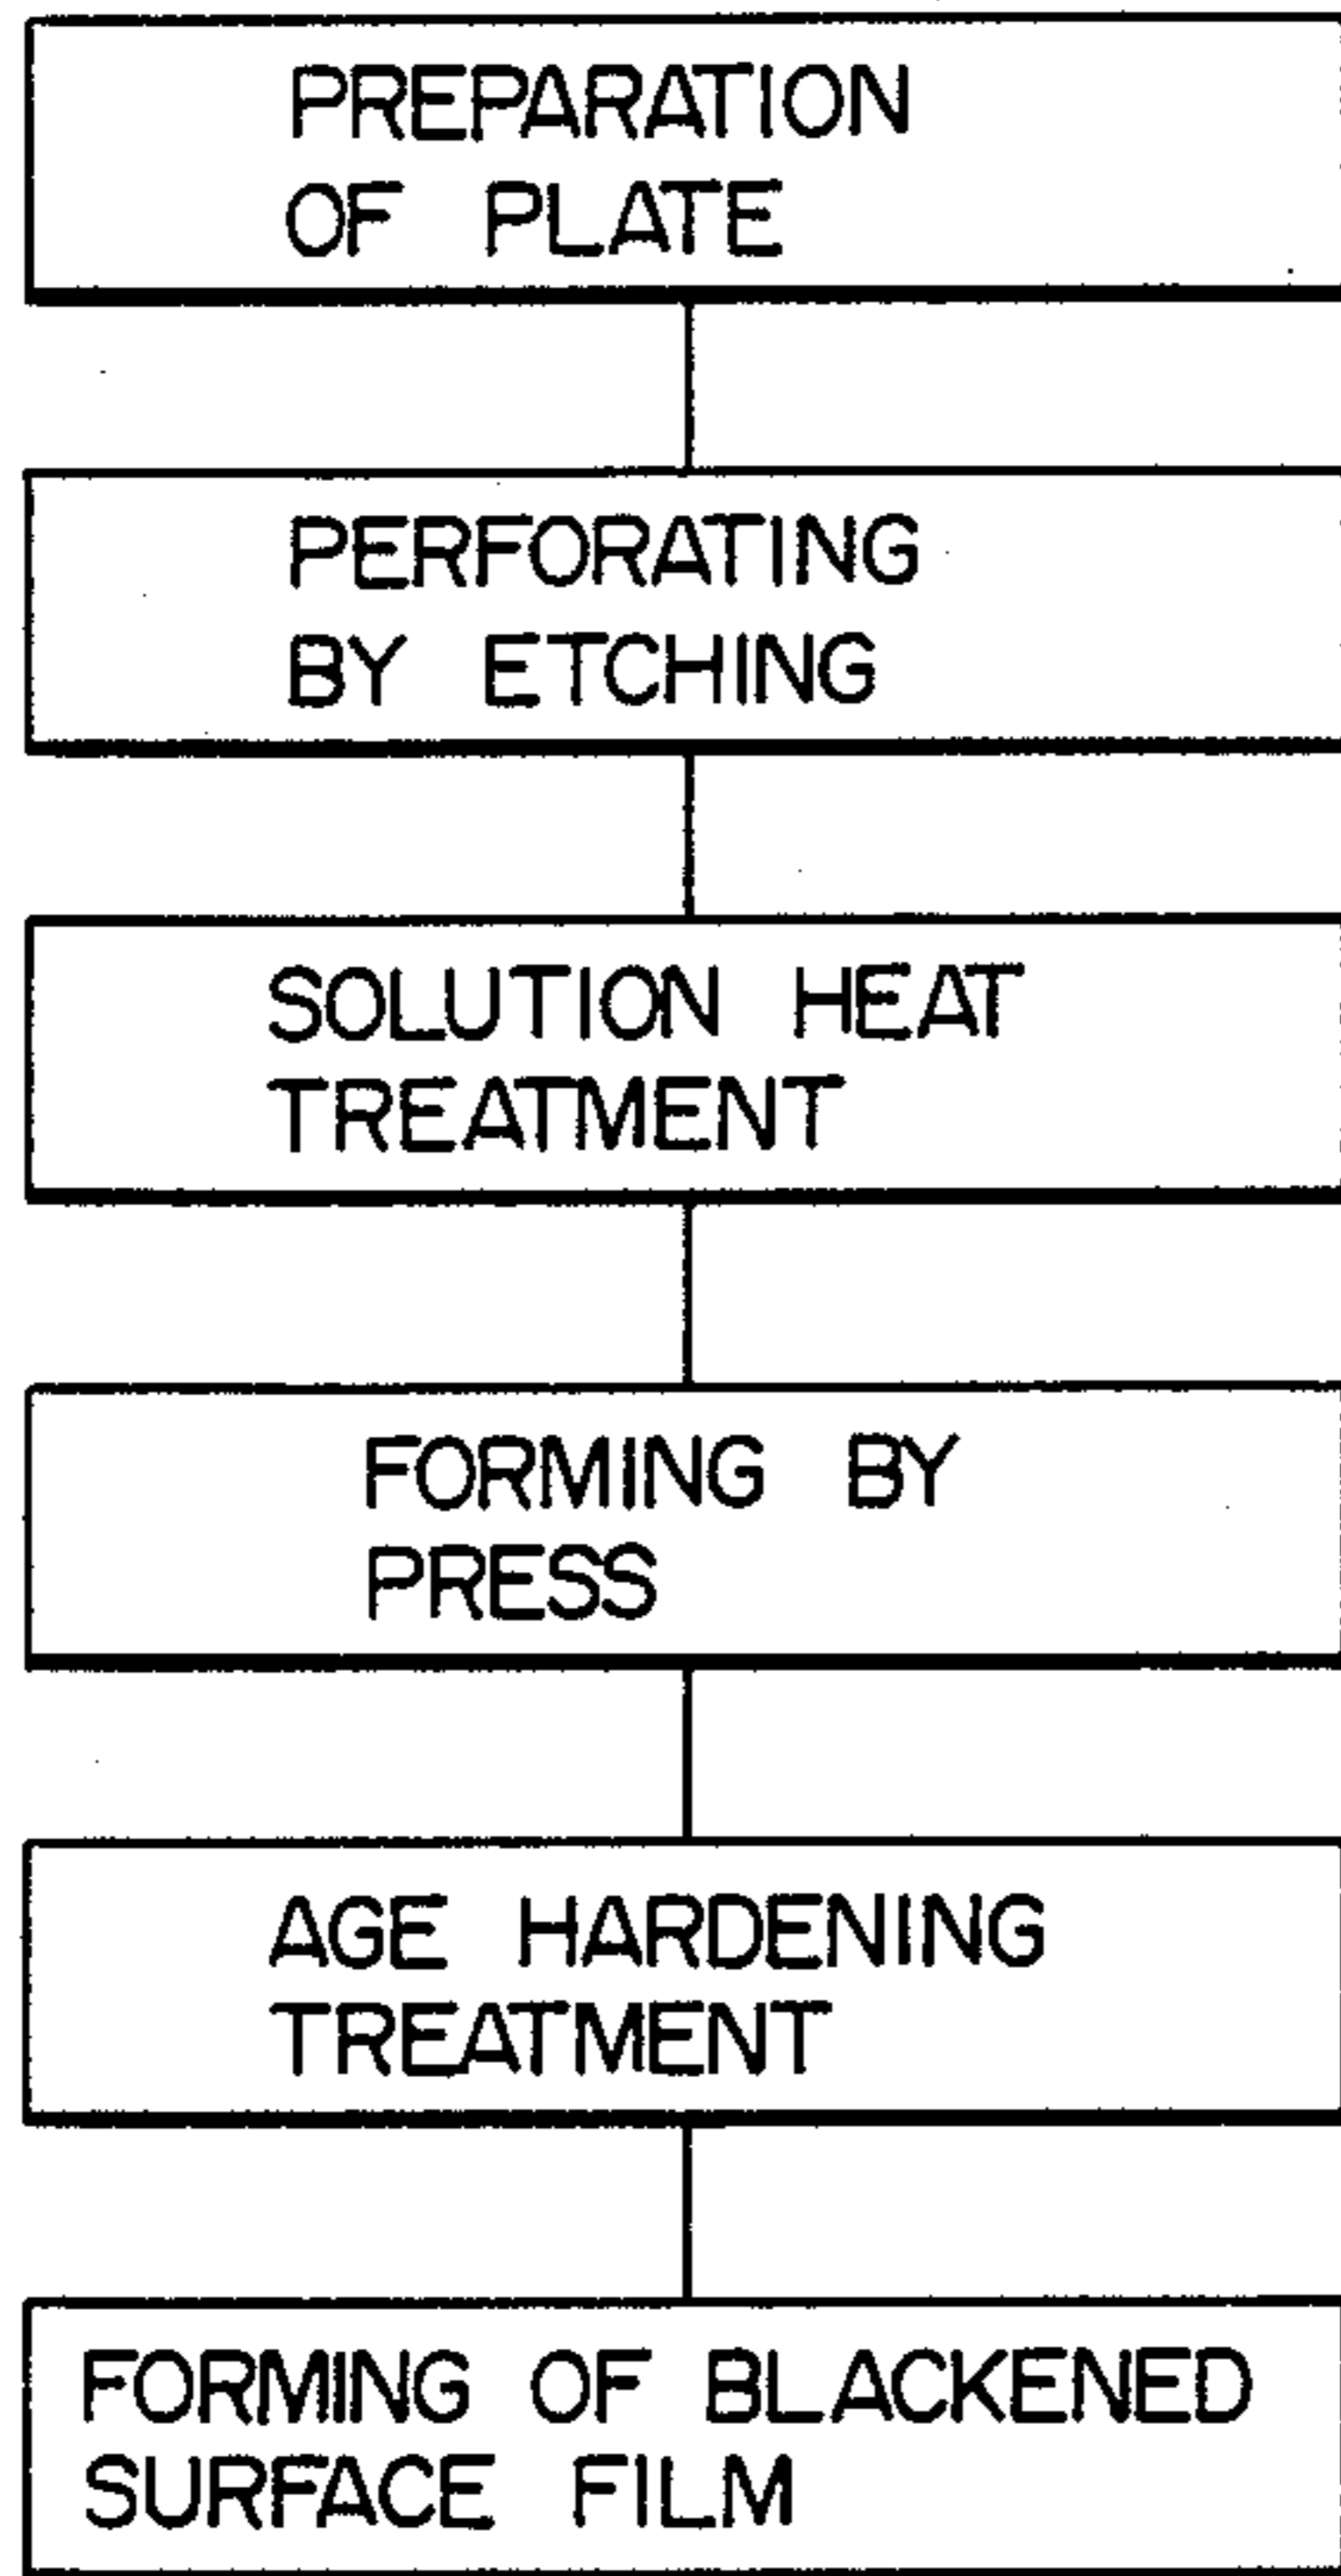 PREPARATION
OF PLATE
PERFORATING
BY ETCHING
SOLUTION HEAT
TREATMENT
FORMING BY
PRESS
AGE HARDENING
TREATMENT
FORMING OF BLACKENED
SURFACE FILM